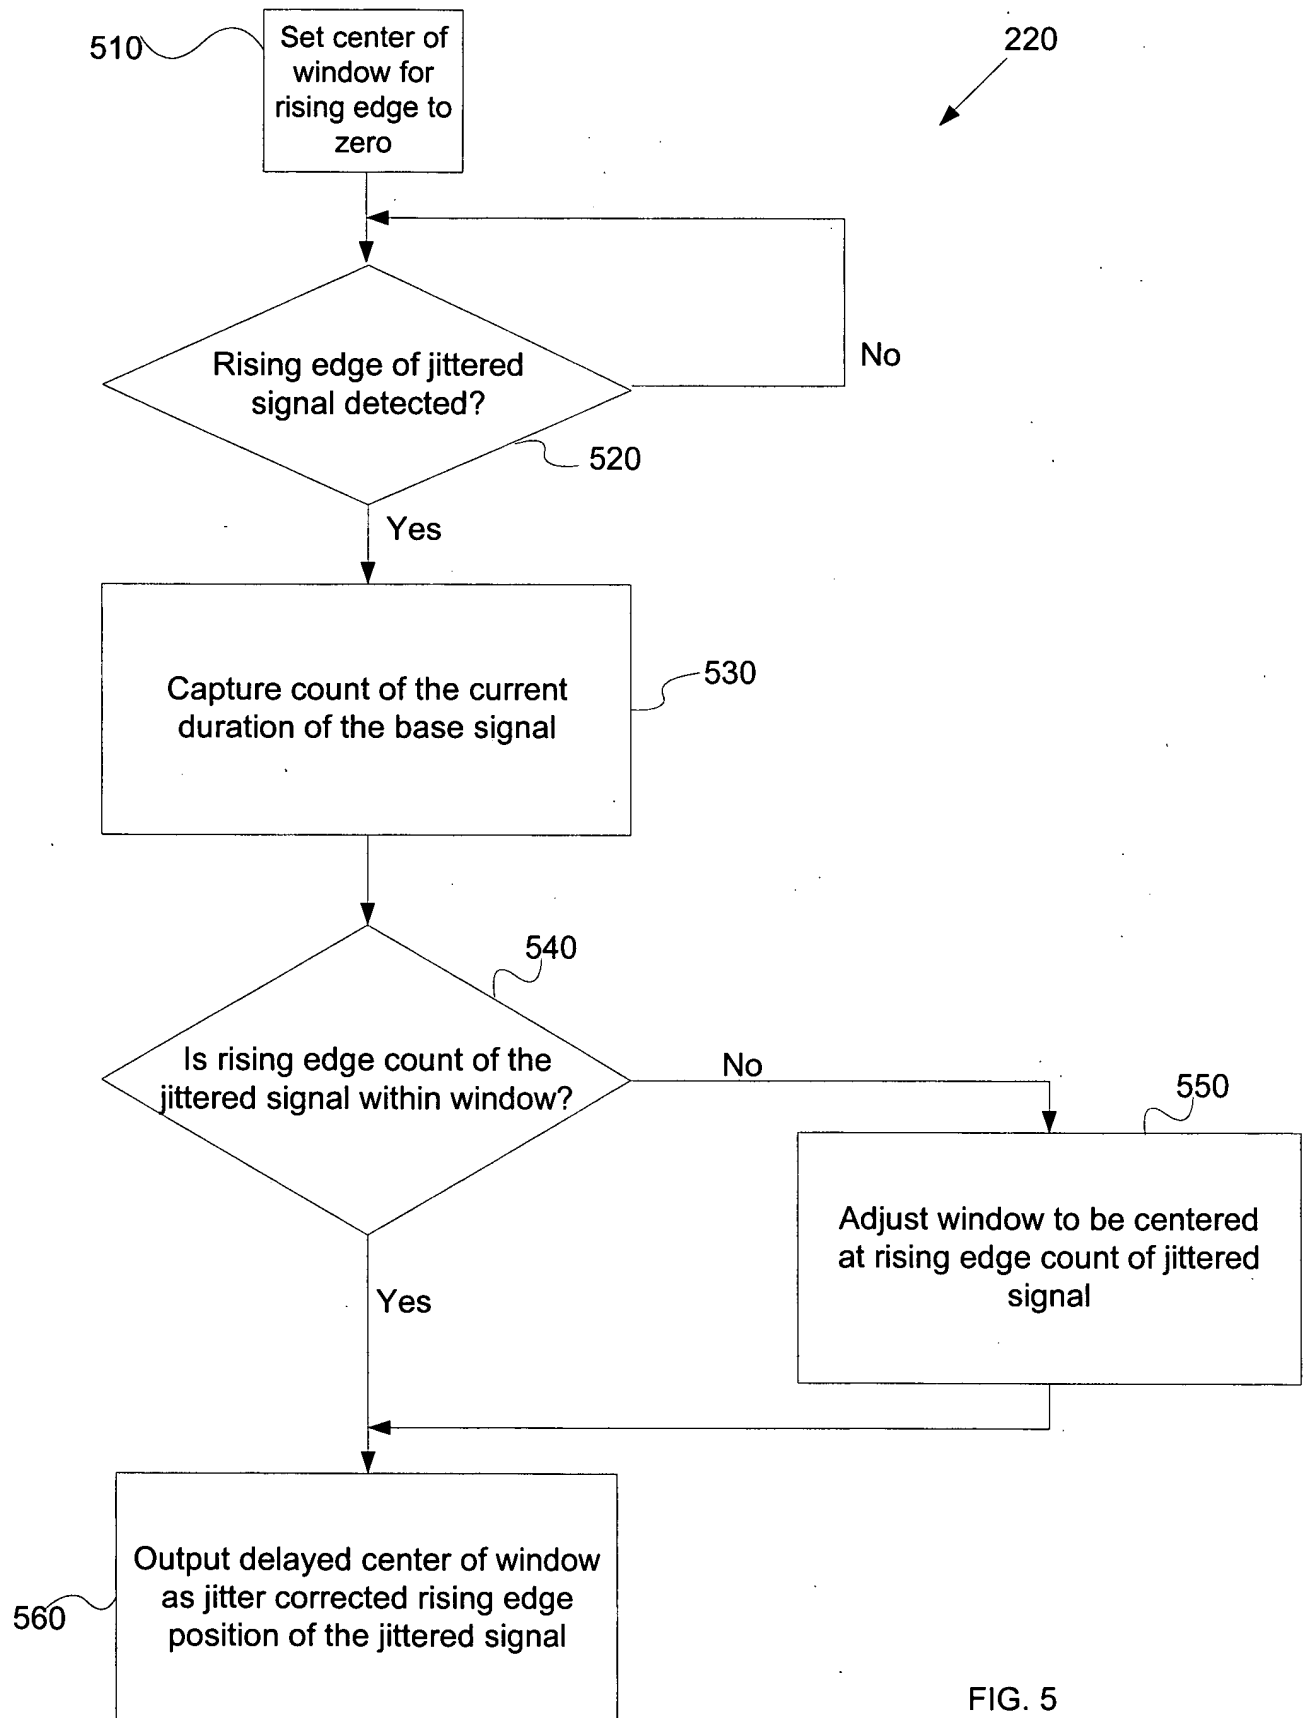 510
Set center of
window for
rising edge to
zero
220
Rising edge of jittered
signal detected?
No
520
Yes
Capture count of the current
duration of the base signal
530
540
Is rising edge count of the
jittered signal within window?
No
550
Adjust window to be centered
at rising edge count of jittered
signal
Yes
Output delayed center of window
as jitter corrected rising edge
position of the jittered signal
560
FIG. 5